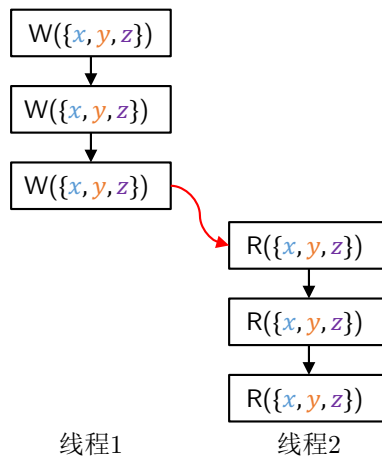 W({x, y, z})
W({x, y, z})
W({x, y, z})
R({x, y, z})
R({x, y, z})
R({x, y, z})
线程1
线程2